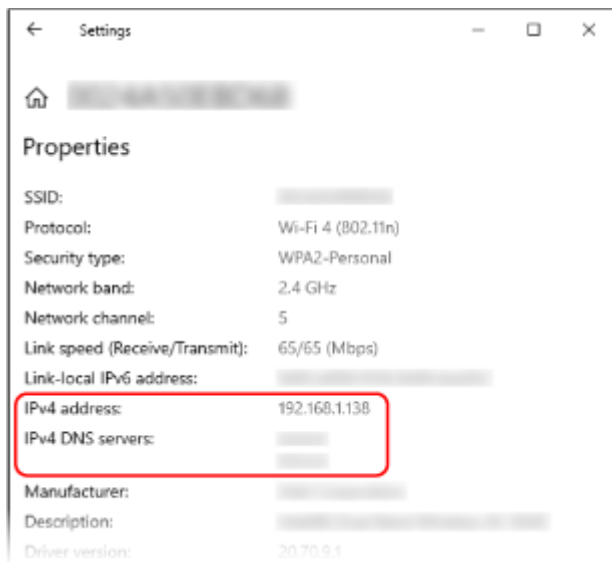 Settings
Properties
SSID:
Protocol: Wi-Fi 4 (802.11n)
Security type: WPA2-Personal
Network band: 2.4 GHz
Network channel: 5
Link speed (Receive/Transmit): 65/65 (Mbps)
Link-local IPv6 address:
IPv4 address: 192.168.1.138
IPv4 DNS servers:
Manufacturer:
Description:
Driver version: 20.70.9.1